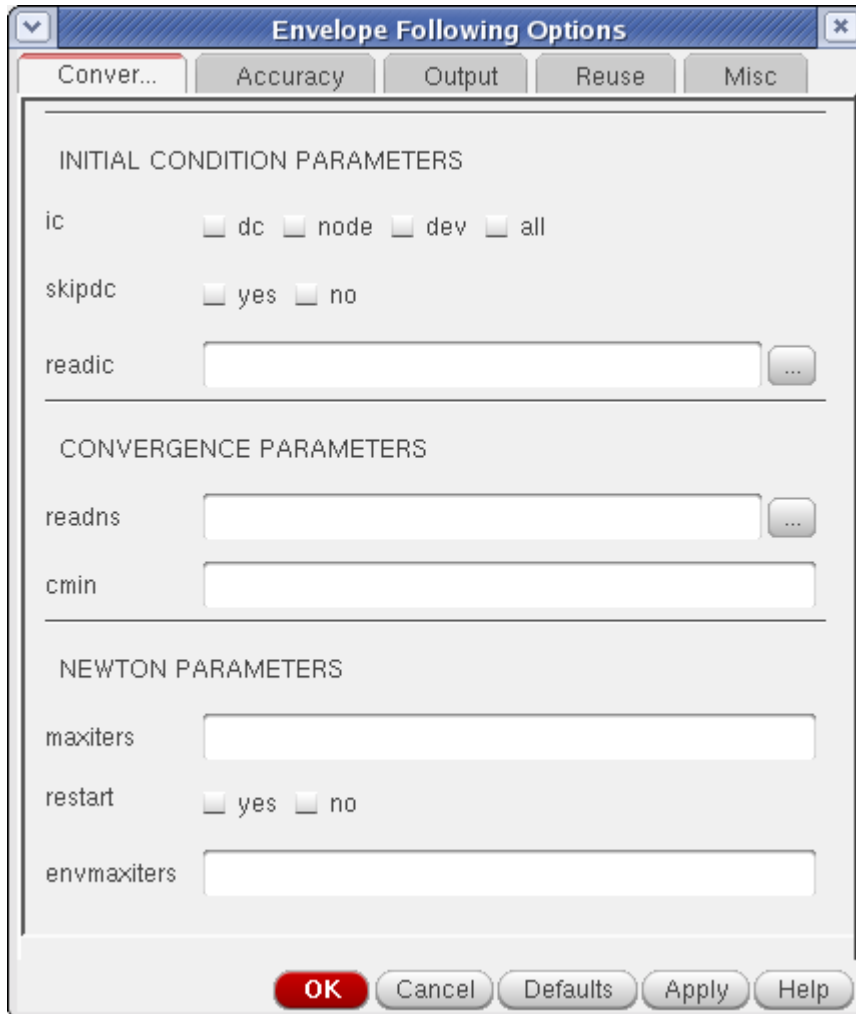 Envelope Following Options
Conver... Accuracy Output Reuse Misc
INITIAL CONDITION PARAMETERS
ic dc node dev all
skipdc yes no
readic ...
CONVERGENCE PARAMETERS
readns ...
cmin
NEWTON PARAMETERS
maxiters
restart yes no
envmaxiters
OK Cancel Defaults Apply Help